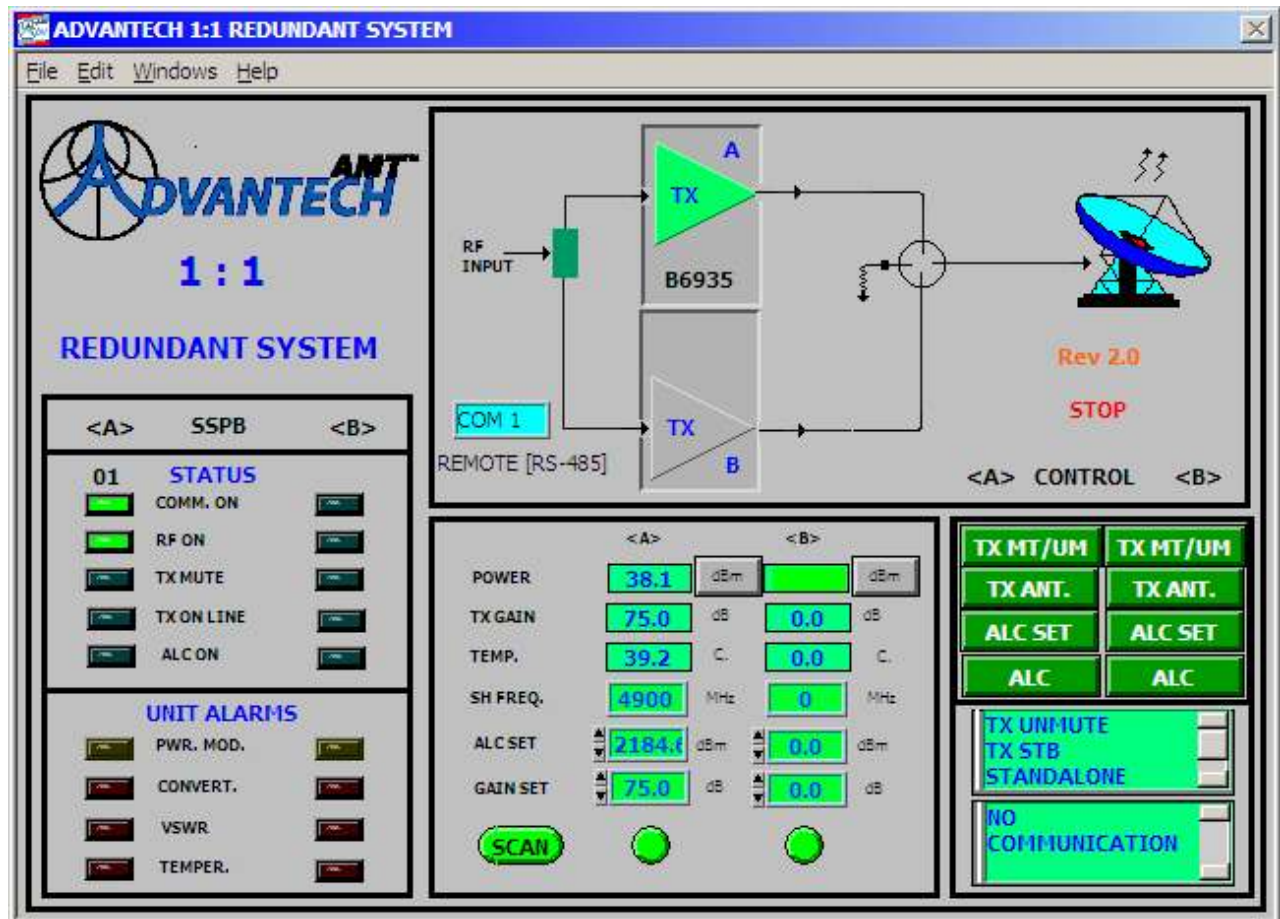 ADVANTECH 1:1 REDUNDANT SYSTEM
File Edit Windows Help
ADVANTECH AMT™
1 : 1
REDUNDANT SYSTEM
<A> SSPB <B>
01 STATUS
COMM. ON
RF ON
TX MUTE
TX ON LINE
ALC ON
UNIT ALARMS
PWR. MOD.
CONVERT.
VSWR
TEMPER.
A
TX
B6935
RF
INPUT
COM 1
REMOTE [RS-485]
TX
B
Rev 2.0
STOP
<A> CONTROL <B>
<A> <B>
POWER 38.1 dBm dBm
TX GAIN 75.0 dB 0.0 dB
TEMP. 39.2 C. 0.0 C.
SH FREQ. 4900 MHz 0 MHz
ALC SET 2184.6 dBm 0.0 dBm
GAIN SET 75.0 dB 0.0 dB
SCAN
TX MT/UM TX MT/UM
TX ANT. TX ANT.
ALC SET ALC SET
ALC ALC
TX UNMUTE
TX STB
STANDALONE
NO
COMMUNICATION